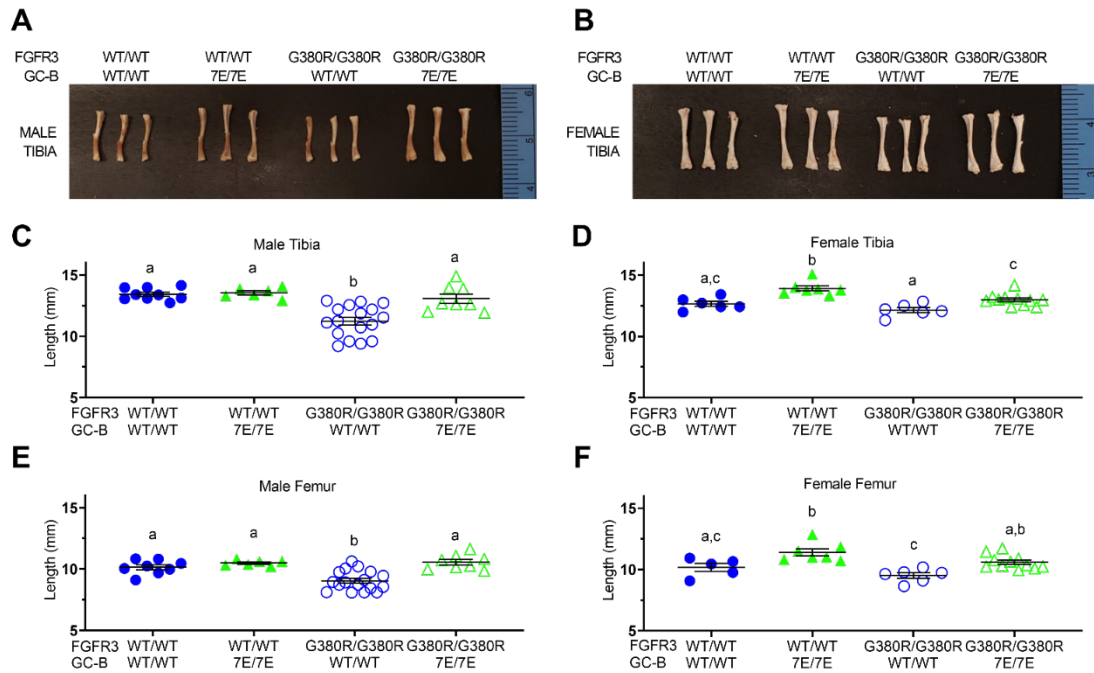 A
FGFR3 WT/WT WT/WT G380R/G380R G380R/G380R
GC-B WT/WT 7E/7E WT/WT 7E/7E
MALE
TIBIA
6
5
4
B
FGFR3 WT/WT WT/WT G380R/G380R G380R/G380R
GC-B WT/WT 7E/7E WT/WT 7E/7E
FEMALE
TIBIA
4
3
C
Male Tibia
a a b a
15
10
5
Length (mm)
FGFR3 WT/WT WT/WT G380R/G380R G380R/G380R
GC-B WT/WT 7E/7E WT/WT 7E/7E
D
Female Tibia
a,c b a c
15
10
5
Length (mm)
FGFR3 WT/WT WT/WT G380R/G380R G380R/G380R
GC-B WT/WT 7E/7E WT/WT 7E/7E
E
Male Femur
a a b a
15
10
5
Length (mm)
FGFR3 WT/WT WT/WT G380R/G380R G380R/G380R
GC-B WT/WT 7E/7E WT/WT 7E/7E
F
Female Femur
a,c b c a,b
15
10
5
Length (mm)
FGFR3 WT/WT WT/WT G380R/G380R G380R/G380R
GC-B WT/WT 7E/7E WT/WT 7E/7E